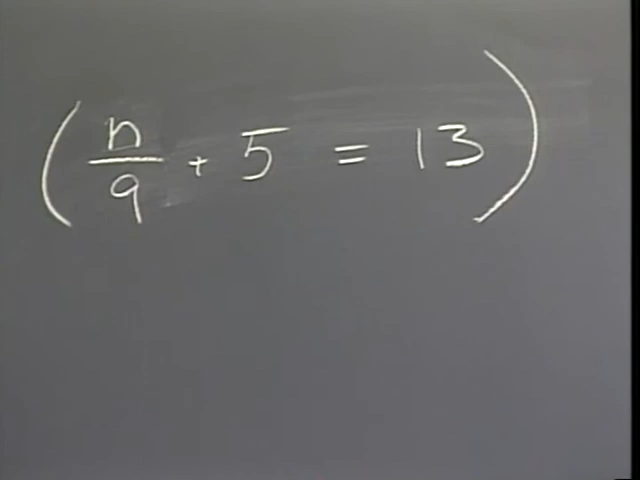 ( n/9 + 5 = 13 )